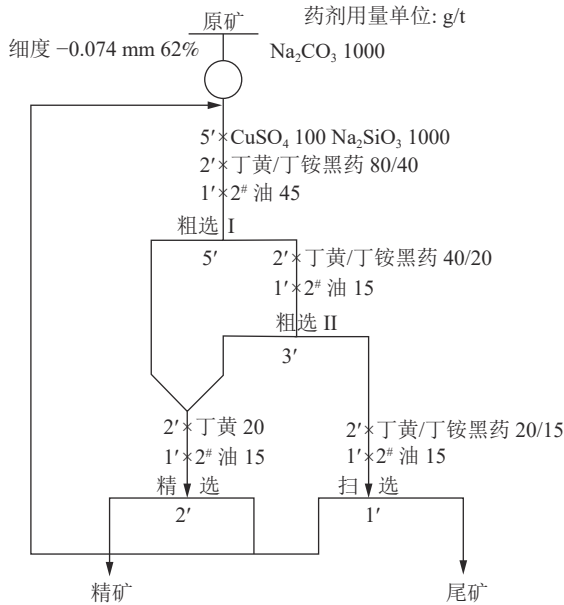 原矿
药剂用量单位: g/t
细度 −0.074 mm 62%
Na₂CO₃ 1000
5′×CuSO₄ 100 Na₂SiO₃ 1000
2′×丁黄/丁铵黑药 80/40
1′×2# 油 45
粗选 I
5′
2′×丁黄/丁铵黑药 40/20
1′×2# 油 15
粗选 II
3′
2′×丁黄 20
1′×2# 油 15
精 选
2′
2′×丁黄/丁铵黑药 20/15
1′×2# 油 15
扫 选
1′
精矿
尾矿